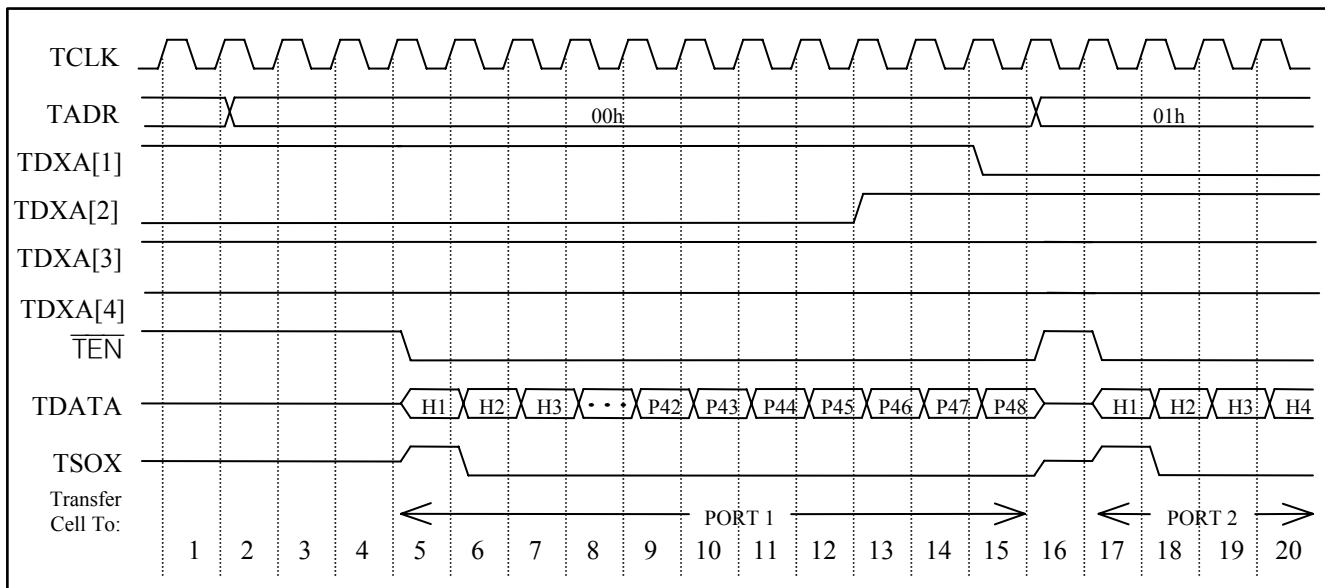 TCLK
TADR 00h 01h
TDXA[1]
TDXA[2]
TDXA[3]
TDXA[4]
TEN
TDATA H1 H2 H3 ··· P42 P43 P44 P45 P46 P47 P48 H1 H2 H3 H4
TSOX
Transfer
Cell To: PORT 1 PORT 2
1 2 3 4 5 6 7 8 9 10 11 12 13 14 15 16 17 18 19 20